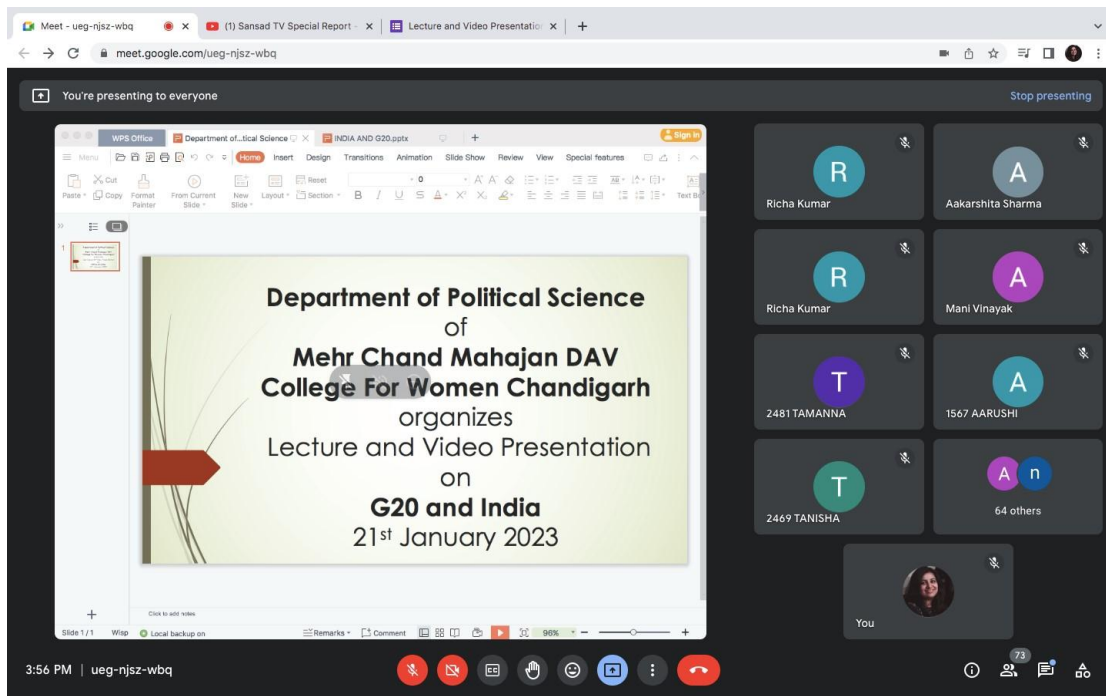 Meet - ueg-njsz-wbq
(1) Sansad TV Special Report -
Lecture and Video Presentation
meet.google.com/ueg-njsz-wbq
You're presenting to everyone
Stop presenting
WPS Office
Department of...tical Science
INDIA AND G20.pptx
Sign in
Menu
Home Insert Design Transitions Animation Slide Show Review View Special features
Cut
Reset
0
Paste Copy Format Painter
From Current Slide
New Slide
Layout
Section
Text B
1
Department of Political Science
of
Mehr Chand Mahajan DAV
College For Women Chandigarh
organizes
Lecture and Video Presentation
on
G20 and India
21st January 2023
Click to add notes
Slide 1 / 1 Wisp Local backup on
Remarks Comment 96%
R
Richa Kumar
A
Aakarshita Sharma
R
Richa Kumar
A
Mani Vinayak
T
2481 TAMANNA
A
1567 AARUSHI
T
2469 TANISHA
A n
64 others
You
3:56 PM | ueg-njsz-wbq
73